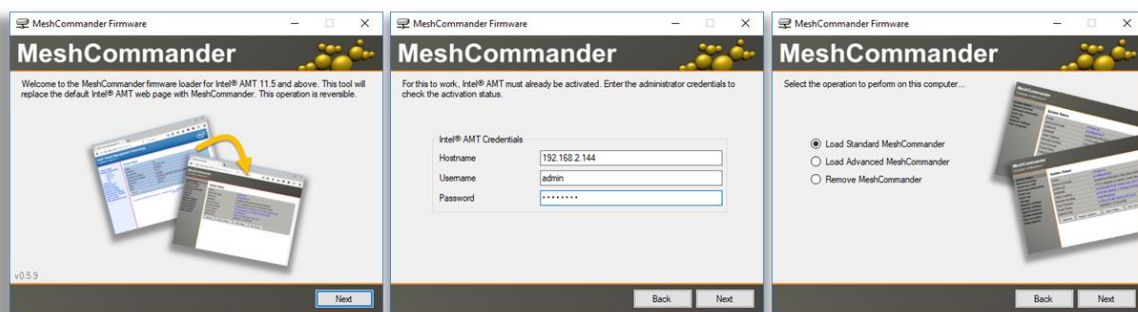 MeshCommander Firmware
MeshCommander
Welcome to the MeshCommander firmware loader for Intel® AMT 11.5 and above. This tool will
replace the default Intel® AMT web page with MeshCommander. This operation is reversible.
v0.5.9
Next
MeshCommander Firmware
MeshCommander
For this to work, Intel® AMT must already be activated. Enter the administrator credentials to
check the activation status.
Intel® AMT Credentials
Hostname 192.168.2.144
Username admin
Password ••••••••
Back Next
MeshCommander Firmware
MeshCommander
Select the operation to perform on this computer...
Load Standard MeshCommander
Load Advanced MeshCommander
Remove MeshCommander
Back Next